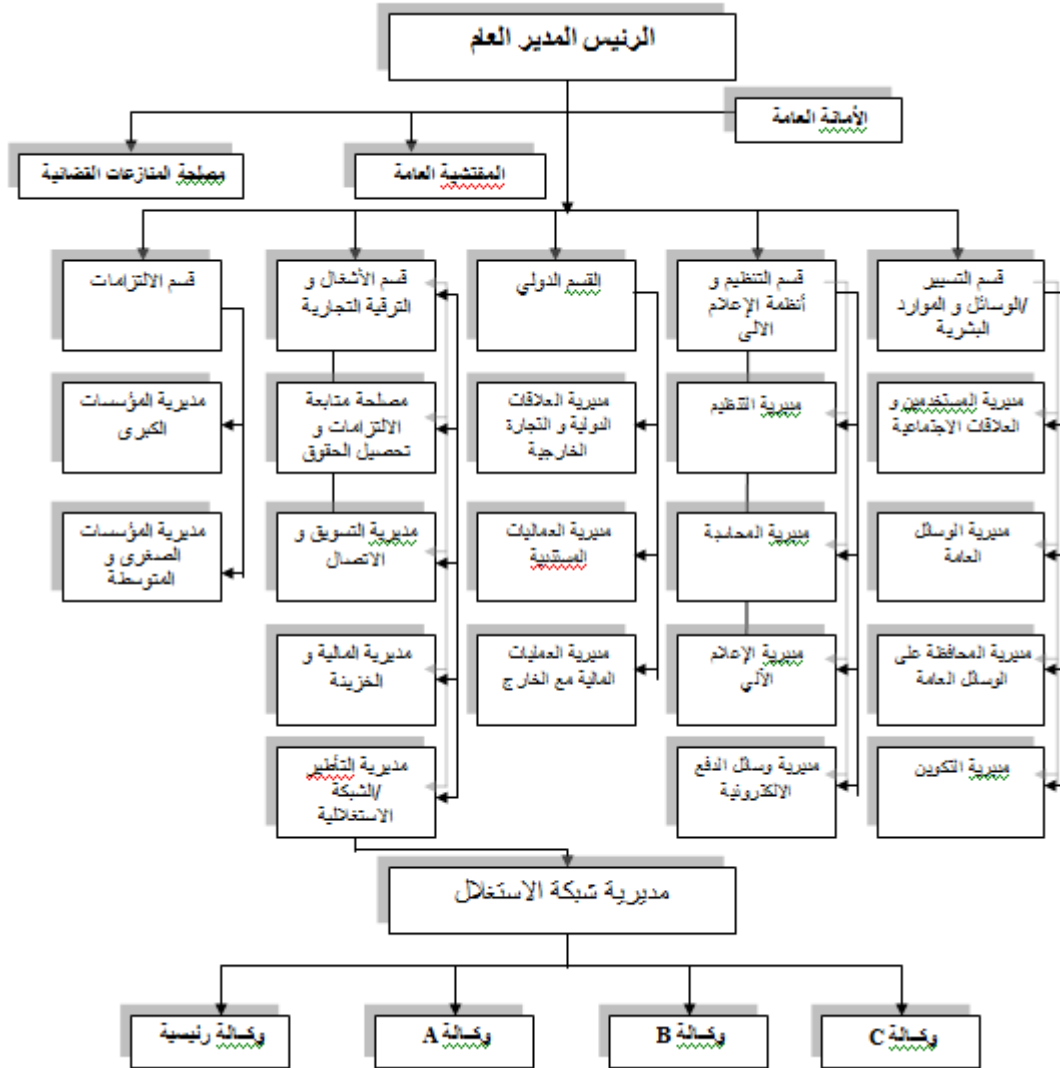 الرئيس المدير العام
الأمانة العامة
المفتشية العامة
مصلحة المنازعات القضائية
قسم التسيير
/الوسائل و الموارد
البشرية
قسم التنظيم و
أنظمة الإعلام
الالى
القسم الدولي
قسم الأشغال و
الترقية التجارية
قسم الالتزامات
مديرية المستخدمين و
العلاقات الاجتماعية
مديرية التنظيم
مديرية العلاقات
الدولية و التجارة
الخارجية
مصلحة متابعة
الالتزامات و
تحصيل الحقوق
مديرية المؤسسات
الكبرى
مديرية الوسائل
العامة
مديرية المحاسبة
مديرية العمليات
المستندية
مديرية التسويق و
الاتصال
مديرية المؤسسات
الصغرى و
المتوسطة
مديرية المحافظة على
الوسائل العامة
مديرية الإعلام
الألي
مديرية العمليات
المالية مع الخارج
مديرية المالية و
الخزينة
مديرية التكوين
مديرية وسائل الدفع
الالكترونية
مديرية التأطير
/الشبكة
الاستغلالية
مديرية شبكة الاستغلال
وكالة C
وكالة B
وكالة A
وكالة رئيسية